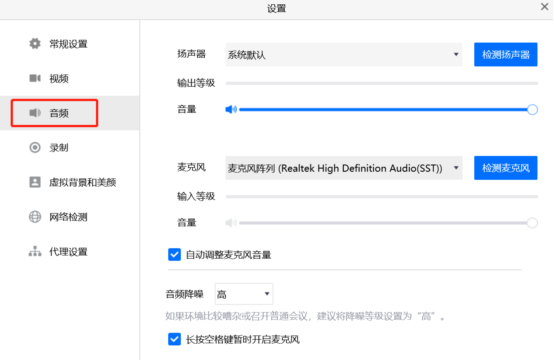 设置
常规设置
视频
音频
录制
虚拟背景和美颜
网络检测
代理设置
扬声器 系统默认 检测扬声器
输出等级
音量
麦克风 麦克风阵列 (Realtek High Definition Audio(SST)) 检测麦克风
输入等级
音量
自动调整麦克风音量
音频降噪 高
如果环境比较嘈杂或召开普通会议，建议将降噪等级设置为“高”。
长按空格键暂时开启麦克风